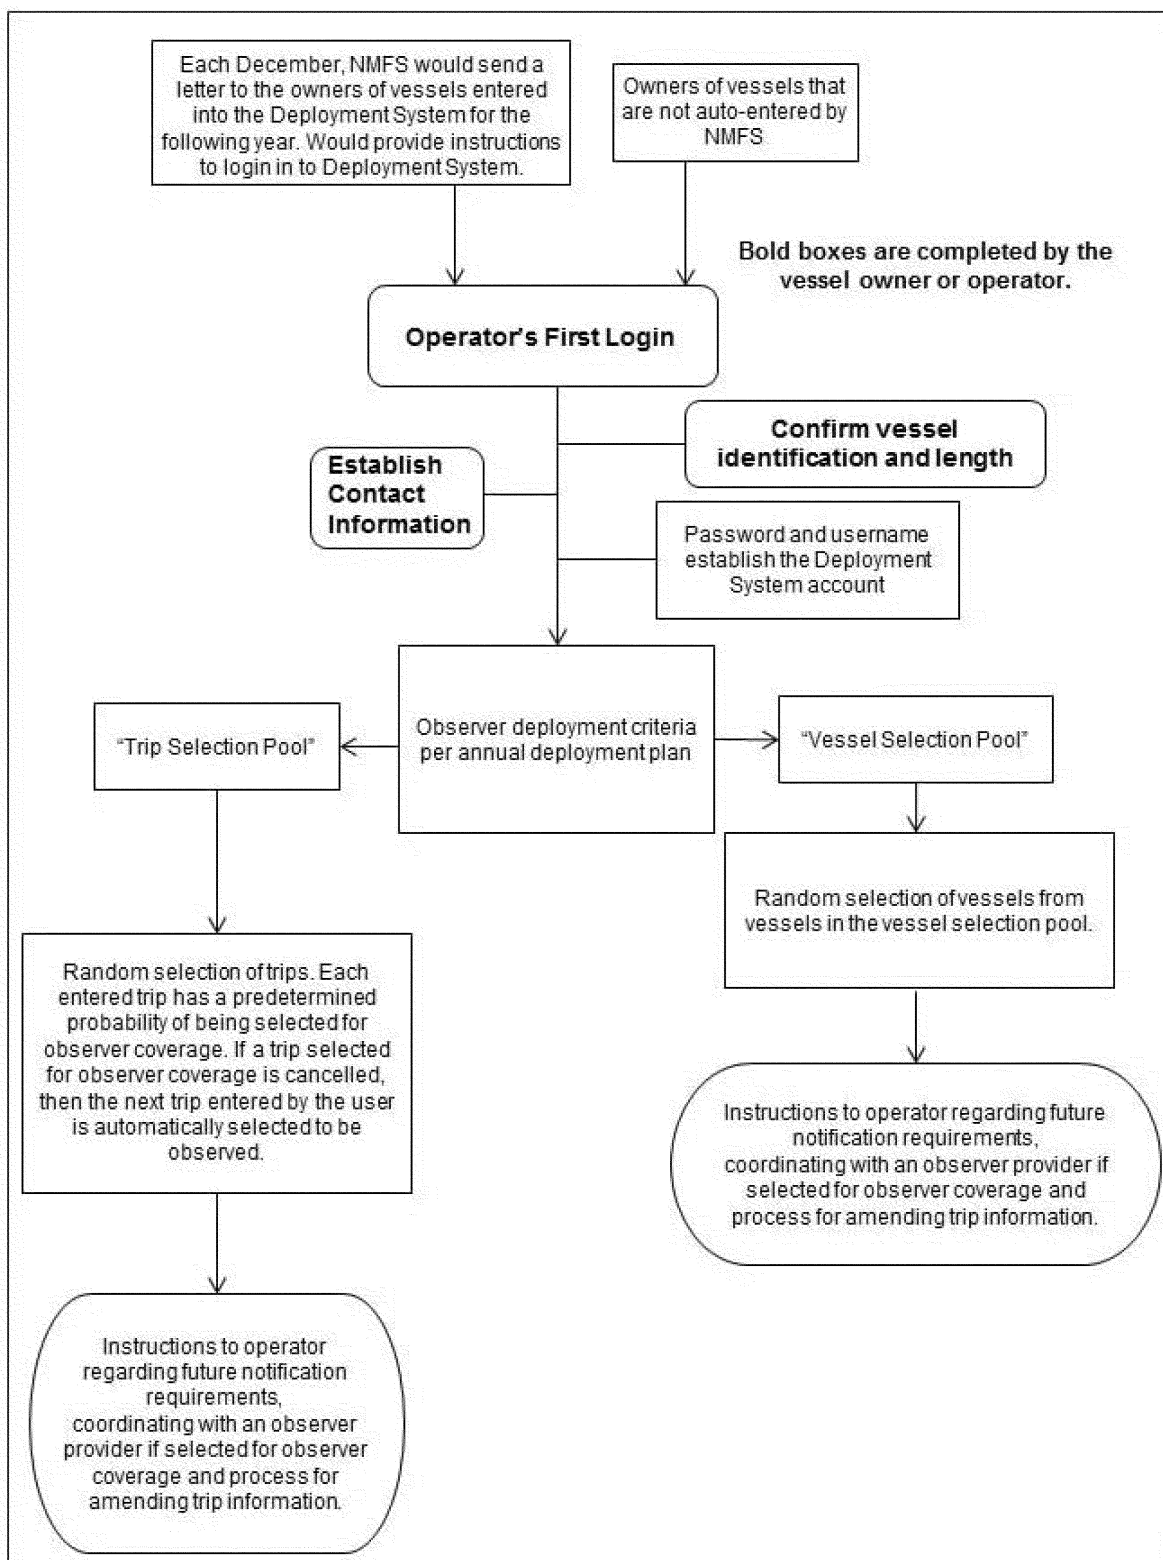 Each December, NMFS would send a
letter to the owners of vessels entered
into the Deployment System for the
following year. Would provide instructions
to login in to Deployment System.
Owners of vessels that
are not auto-entered by
NMFS
Bold boxes are completed by the
vessel owner or operator.
Operator's First Login
Confirm vessel
identification and length
Establish
Contact
Information
Password and username
establish the Deployment
System account
Observer deployment criteria
per annual deployment plan
“Trip Selection Pool”
“Vessel Selection Pool”
Random selection of vessels from
vessels in the vessel selection pool.
Random selection of trips. Each
entered trip has a predetermined
probability of being selected for
observer coverage. If a trip selected
for observer coverage is cancelled,
then the next trip entered by the user
is automatically selected to be
observed.
Instructions to operator regarding future
notification requirements,
coordinating with an observer provider if
selected for observer coverage and
process for amending trip information.
Instructions to operator
regarding future notification
requirements,
coordinating with an observer
provider if selected for observer
coverage and process for
amending trip information.